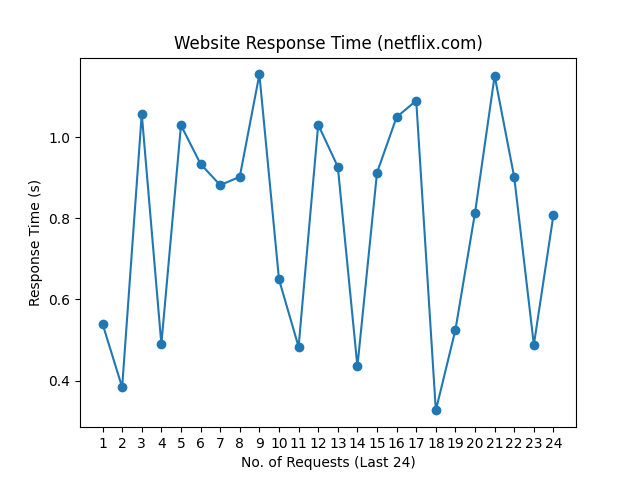 Website Response Time (netflix.com)
Response Time (s)
1.0
0.8
0.6
0.4
1 2 3 4 5 6 7 8 9 10 11 12 13 14 15 16 17 18 19 20 21 22 23 24
No. of Requests (Last 24)